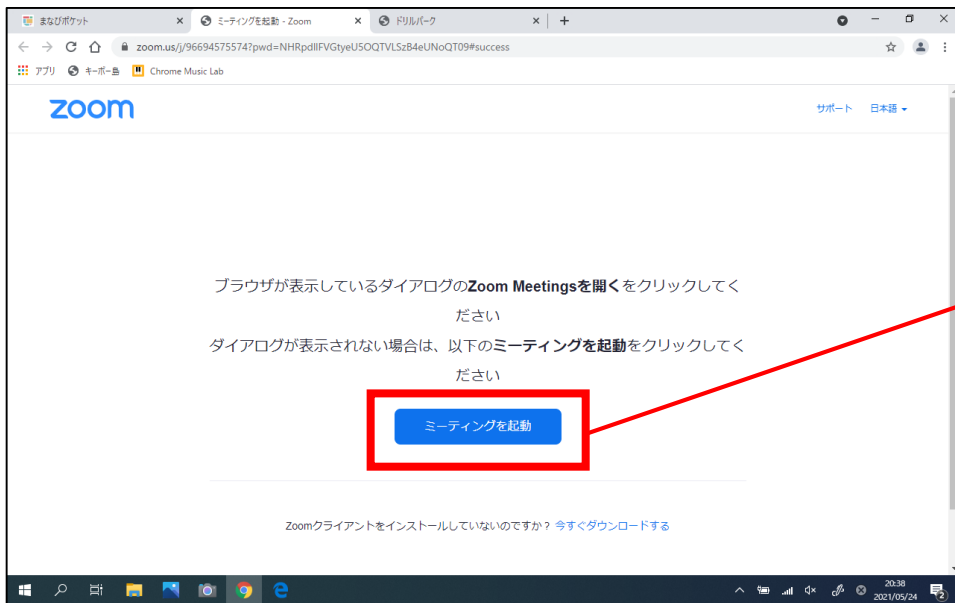 まなびポケット
ミーティングを起動 - Zoom
ドリルパーク
zoom.us/j/96694575574?pwd=NHRpdlIFVGtyeU5OQTVLSzB4eUNoQT09#success
アプリ
キーボー島
Chrome Music Lab
zoom
サポート 日本語
ブラウザが表示しているダイアログのZoom Meetingsを開くをクリックしてく
ださい
ダイアログが表示されない場合は、以下のミーティングを起動をクリックしてく
ださい
ミーティングを起動
Zoomクライアントをインストールしていないのですか？ 今すぐダウンロードする
20:38
2021/05/24
2